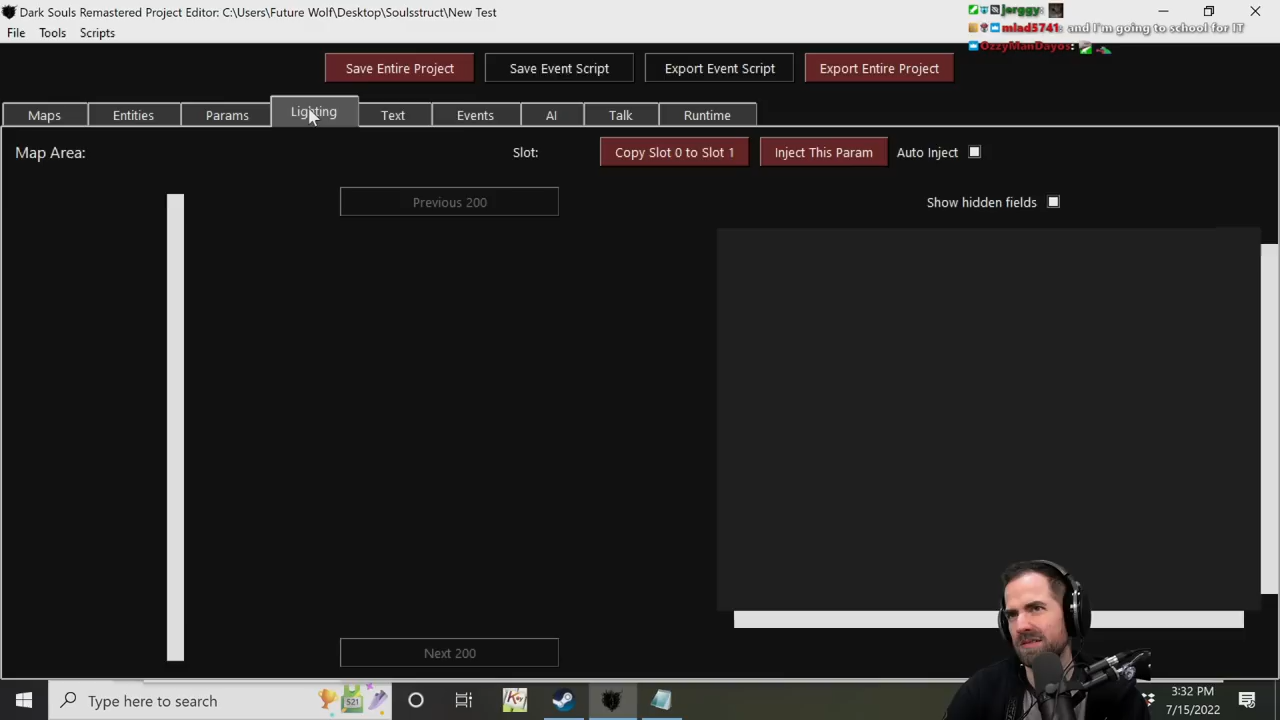 Dark Souls Remastered Project Editor: C:\Users\Future Wolf\Desktop\Soulsstruct\New Test
jerggy:
mlad5741: and I'm going to school for IT
OzzyManDayos:
File Tools Scripts
Save Entire Project Save Event Script Export Event Script Export Entire Project
Maps Entities Params Lighting Text Events AI Talk Runtime
Map Area: Slot: Copy Slot 0 to Slot 1 Inject This Param Auto Inject
Previous 200 Show hidden fields
Next 200
Type here to search
521
Key
3:32 PM
7/15/2022